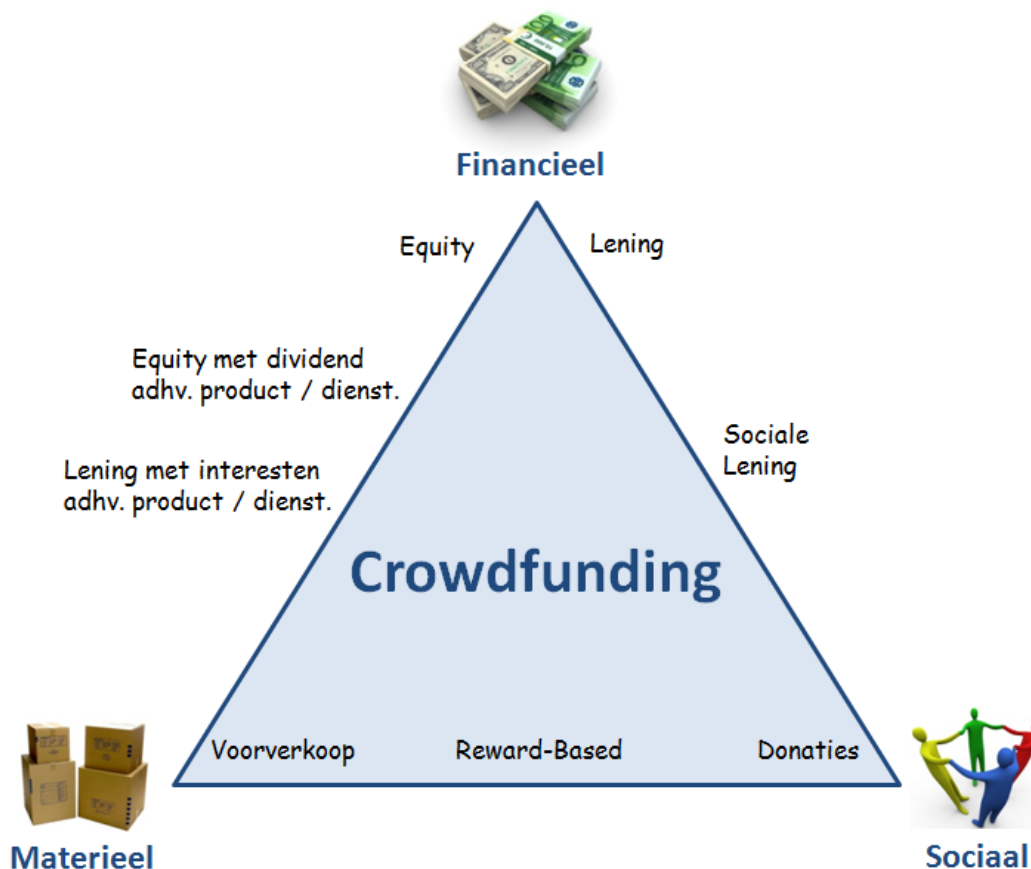 Financieel
Equity
Lening
Equity met dividend
adhv. product / dienst.
Sociale
Lening
Lening met interesten
adhv. product / dienst.
Crowdfunding
Voorverkoop
Reward-Based
Donaties
Materieel
Sociaal